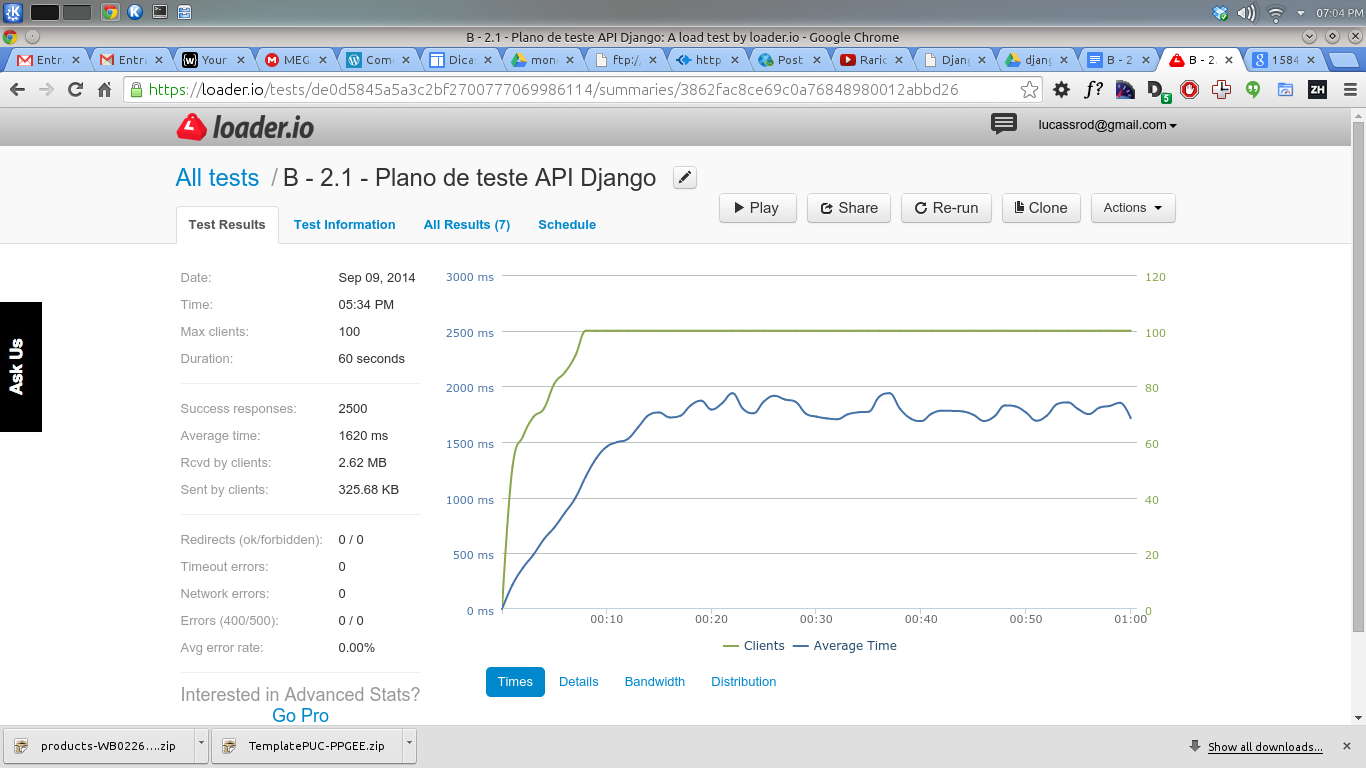 07:04 PM
B - 2.1 - Plano de teste API Django: A load test by loader.io - Google Chrome
Entr Entr Your MEG Com Dica mon ftp:/ http Post Raric Djan djan B - 2 B - 2. 1584
https://loader.io/tests/de0d5845a5a3c2bf2700777069986114/summaries/3862fac8ce69c0a76848980012abbd26
f? D 5 ZH
loader.io
lucassrod@gmail.com
All tests / B - 2.1 - Plano de teste API Django
Play Share Re-run Clone Actions
Test Results Test Information All Results (7) Schedule
Ask Us
Date: Sep 09, 2014
Time: 05:34 PM
Max clients: 100
Duration: 60 seconds
Success responses: 2500
Average time: 1620 ms
Rcvd by clients: 2.62 MB
Sent by clients: 325.68 KB
Redirects (ok/forbidden): 0 / 0
Timeout errors: 0
Network errors: 0
Errors (400/500): 0 / 0
Avg error rate: 0.00%
Interested in Advanced Stats?
Go Pro
3000 ms 120
2500 ms 100
2000 ms 80
1500 ms 60
1000 ms 40
500 ms 20
0 ms 0
00:10 00:20 00:30 00:40 00:50 01:00
Clients Average Time
Times Details Bandwidth Distribution
products-WB0226....zip TemplatePUC-PPGEE.zip Show all downloads...